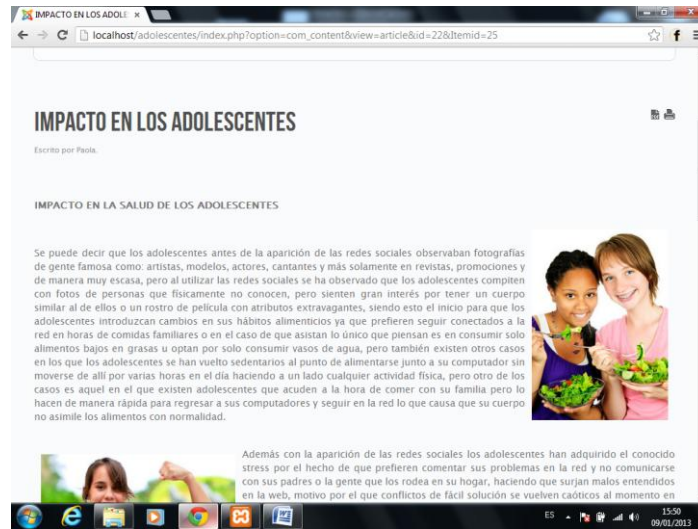 IMPACTO EN LOS ADOLE
localhost/adolescentes/index.php?option=com_content&view=article&id=22&Itemid=25
IMPACTO EN LOS ADOLESCENTES
Escrito por Paola.
IMPACTO EN LA SALUD DE LOS ADOLESCENTES
Se puede decir que los adolescentes antes de la aparición de las redes sociales observaban fotografías
de gente famosa como: artistas, modelos, actores, cantantes y más solamente en revistas, promociones y
de manera muy escasa, pero al utilizar las redes sociales se ha observado que los adolescentes compiten
con fotos de personas que físicamente no conocen, pero sienten gran interés por tener un cuerpo
similar al de ellos o un rostro de película con atributos extravagantes, siendo esto el inicio para que los
adolescentes introduzcan cambios en sus hábitos alimenticios ya que prefieren seguir conectados a la
red en horas de comidas familiares o en el caso de que asistan lo único que piensan es en consumir solo
alimentos bajos en grasas u optan por solo consumir vasos de agua, pero también existen otros casos
en los que los adolescentes se han vuelto sedentarios al punto de alimentarse junto a su computador sin
moverse de allí por varias horas en el día haciendo a un lado cualquier actividad física, pero otro de los
casos es aquel en el que existen adolescentes que acuden a la hora de comer con su familia pero lo
hacen de manera rápida para regresar a sus computadores y seguir en la red lo que causa que su cuerpo
no asimile los alimentos con normalidad.
Además con la aparición de las redes sociales los adolescentes han adquirido el conocido
stress por el hecho de que prefieren comentar sus problemas en la red y no comunicarse
con sus padres o la gente que los rodea en su hogar, haciendo que surjan malos entendidos
en la web, motivo por el que conflictos de fácil solución se vuelven caóticos al momento en
ES
15:50
09/01/2013